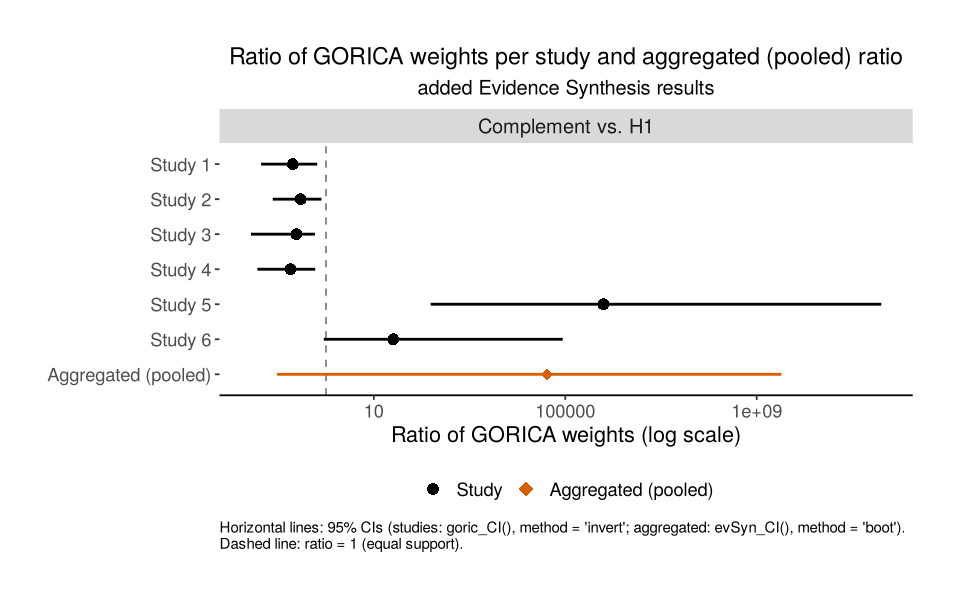 Ratio of GORICA weights per study and aggregated (pooled) ratio
added Evidence Synthesis results
Complement vs. H1
Study 1
Study 2
Study 3
Study 4
Study 5
Study 6
Aggregated (pooled)
10
100000
1e+09
Ratio of GORICA weights (log scale)
Study
Aggregated (pooled)
Horizontal lines: 95% CIs (studies: goric_CI(), method = 'invert'; aggregated: evSyn_CI(), method = 'boot').
Dashed line: ratio = 1 (equal support).